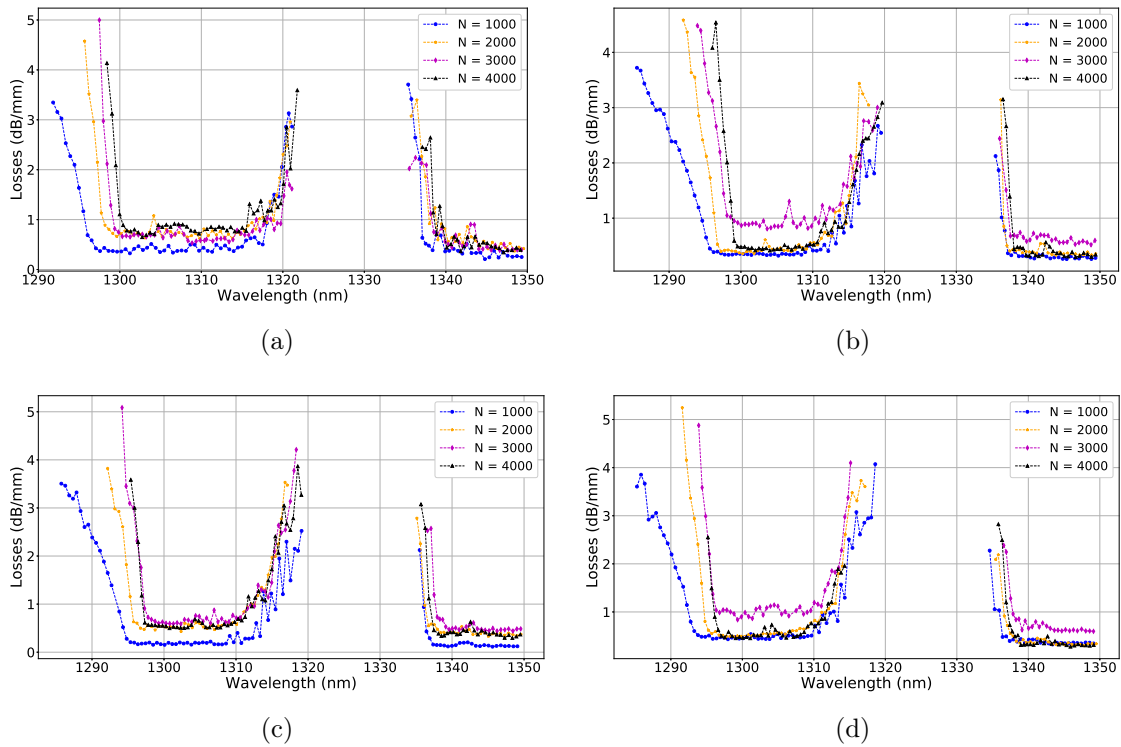 5
4
3
2
1
0
Losses (dB/mm)
1290 1300 1310 1320 1330 1340 1350
Wavelength (nm)
N = 1000
N = 2000
N = 3000
N = 4000
(a)
4
3
2
1
Losses (dB/mm)
1290 1300 1310 1320 1330 1340 1350
Wavelength (nm)
N = 1000
N = 2000
N = 3000
N = 4000
(b)
5
4
3
2
1
0
Losses (dB/mm)
1290 1300 1310 1320 1330 1340 1350
Wavelength (nm)
N = 1000
N = 2000
N = 3000
N = 4000
(c)
5
4
3
2
1
Losses (dB/mm)
1290 1300 1310 1320 1330 1340 1350
Wavelength (nm)
N = 1000
N = 2000
N = 3000
N = 4000
(d)